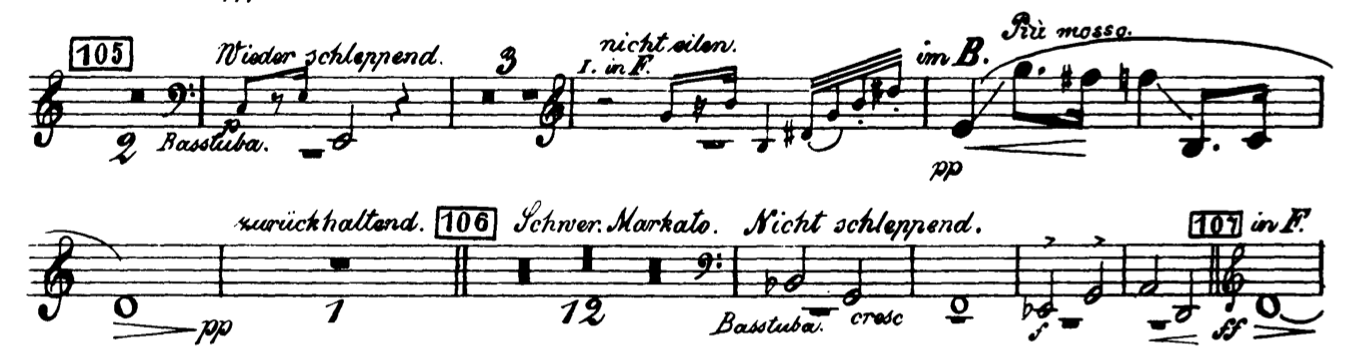 pp
105 Wieder schleppend. 3 nicht eilen. im B. Più mosso.
I. in F.
2 Basstuba. p pp
zurückhaltend. 106 Schwer. Markato. Nicht schleppend. 107 in F.
pp 1 12 Basstuba. cresc f ff